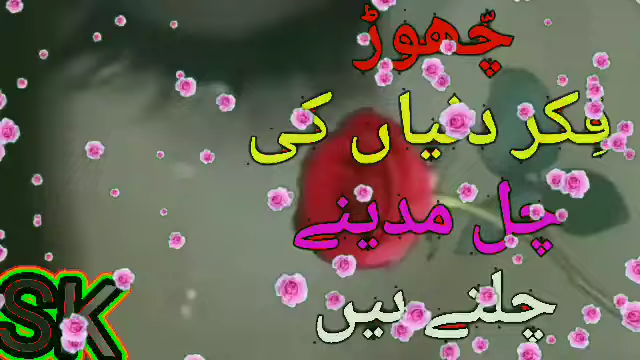 چھوڑ
فکر دنیاں کی
چل مدینے
چلتے ہیں
SK